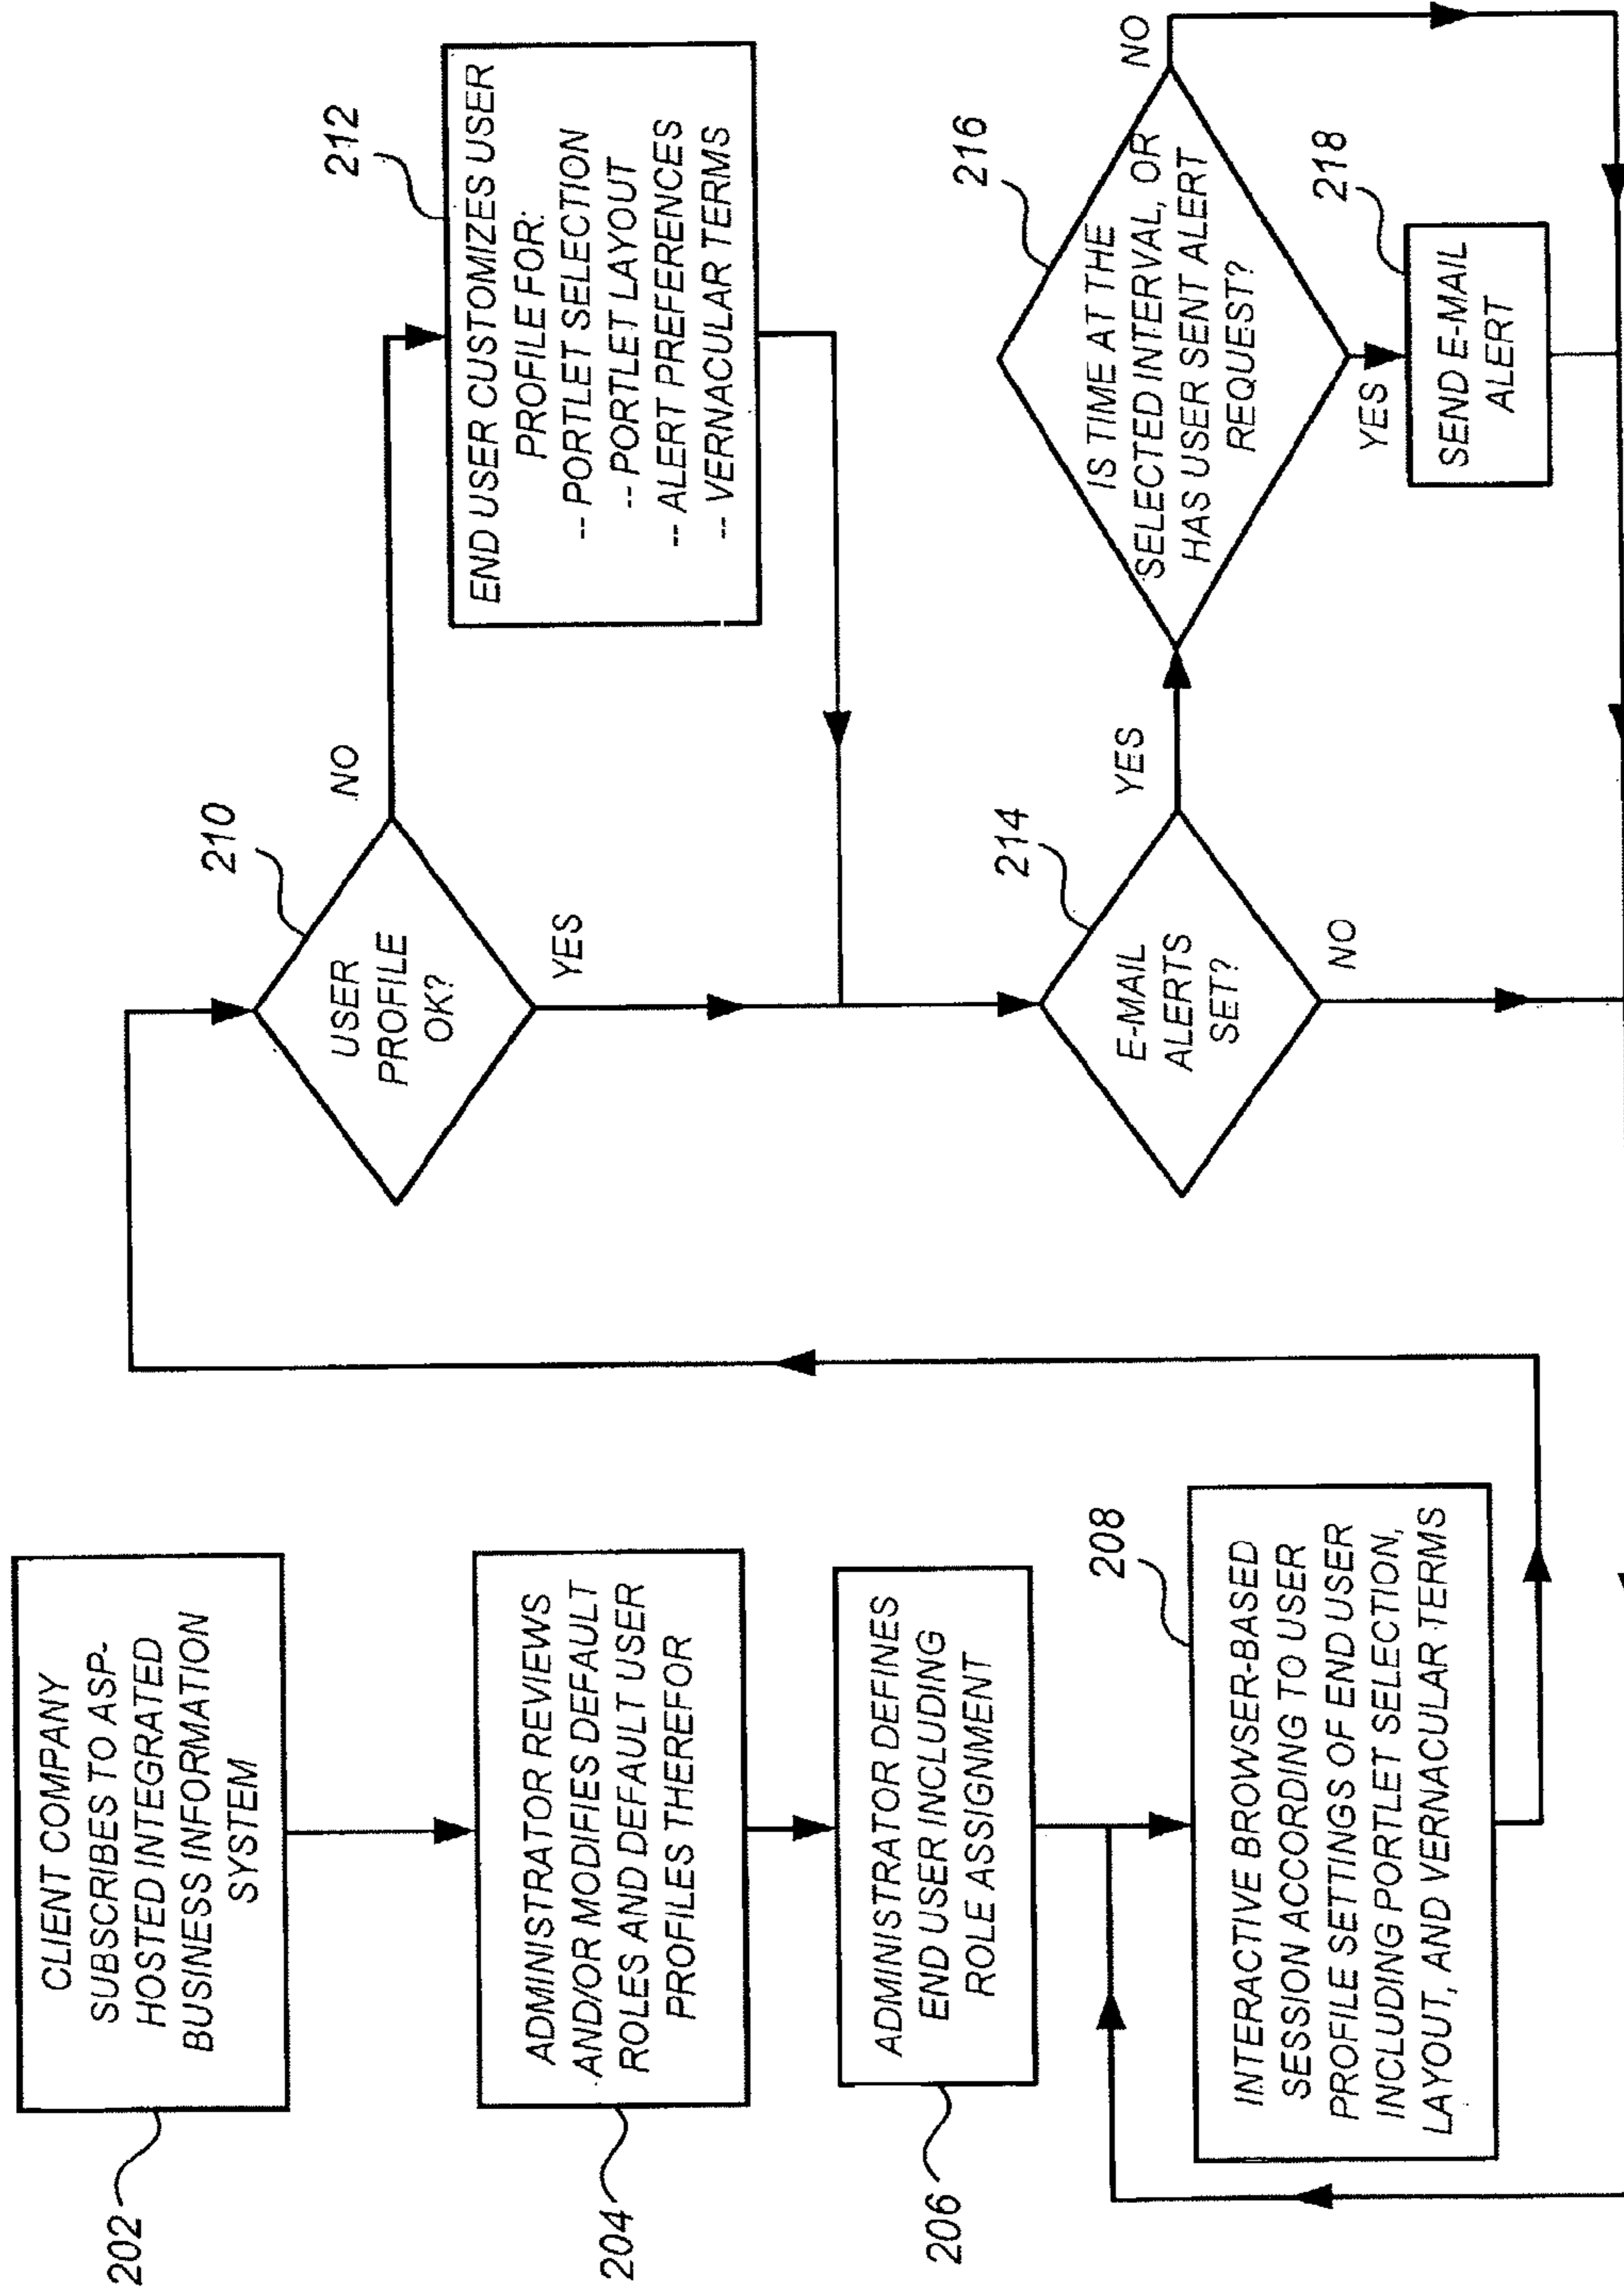 202
CLIENT COMPANY
SUBSCRIBES TO ASP-
HOSTED INTEGRATED
BUSINESS INFORMATION
SYSTEM
204
ADMINISTRATOR REVIEWS
AND/OR MODIFIES DEFAULT
ROLES AND DEFAULT USER
PROFILES THEREFOR
206
ADMINISTRATOR DEFINES
END USER INCLUDING
ROLE ASSIGNMENT
208
INTERACTIVE BROWSER-BASED
SESSION ACCORDING TO USER
PROFILE SETTINGS OF END USER
INCLUDING PORTLET SELECTION,
LAYOUT, AND VERNACULAR TERMS
210
USER
PROFILE
OK?
NO
YES
212
END USER CUSTOMIZES USER
PROFILE FOR:
-- PORTLET SELECTION
-- PORTLET LAYOUT
-- ALERT PREFERENCES
-- VERNACULAR TERMS
214
E-MAIL
ALERTS
SET?
YES
NO
216
IS TIME AT THE
SELECTED INTERVAL, OR
HAS USER SENT ALERT
REQUEST?
NO
YES
218
SEND E-MAIL
ALERT